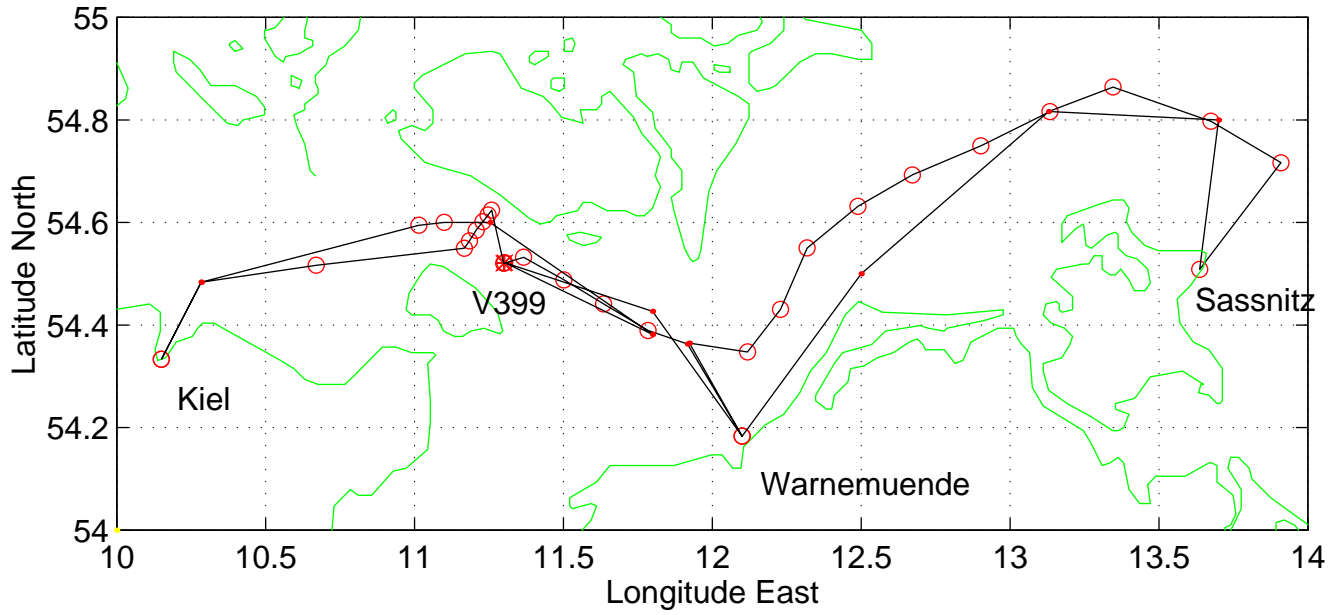 55
54.8
54.6
54.4
54.2
54
Latitude North
Kiel
V399
Warnemuende
Sassnitz
10 10.5 11 11.5 12 12.5 13 13.5 14
Longitude East